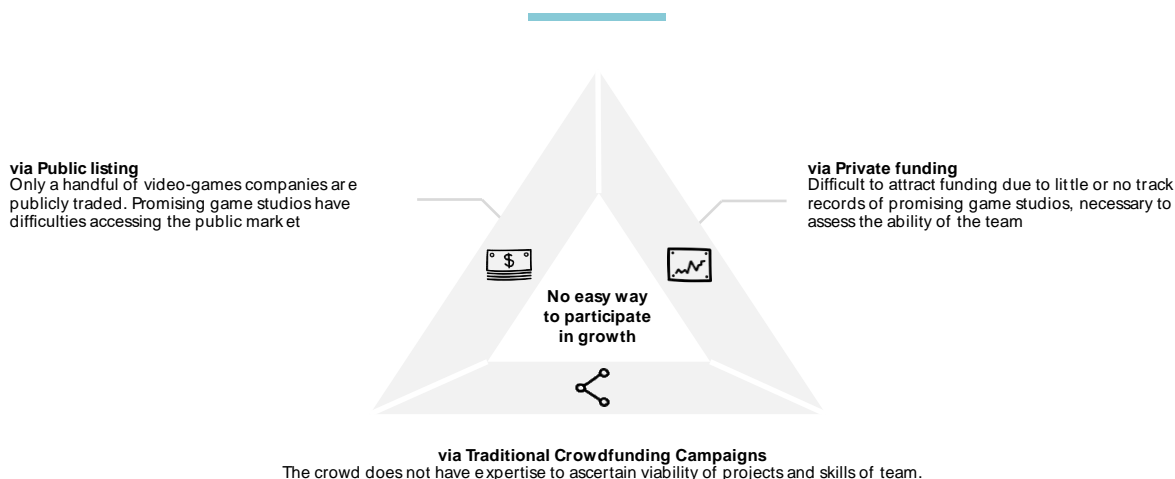 via Public listing
Only a handful of video-games companies are
publicly traded. Promising game studios have
difficulties accessing the public market
via Private funding
Difficult to attract funding due to little or no track
records of promising game studios, necessary to
assess the ability of the team
$
No easy way
to participate
in growth
via Traditional Crowdfunding Campaigns
The crowd does not have expertise to ascertain viability of projects and skills of team.